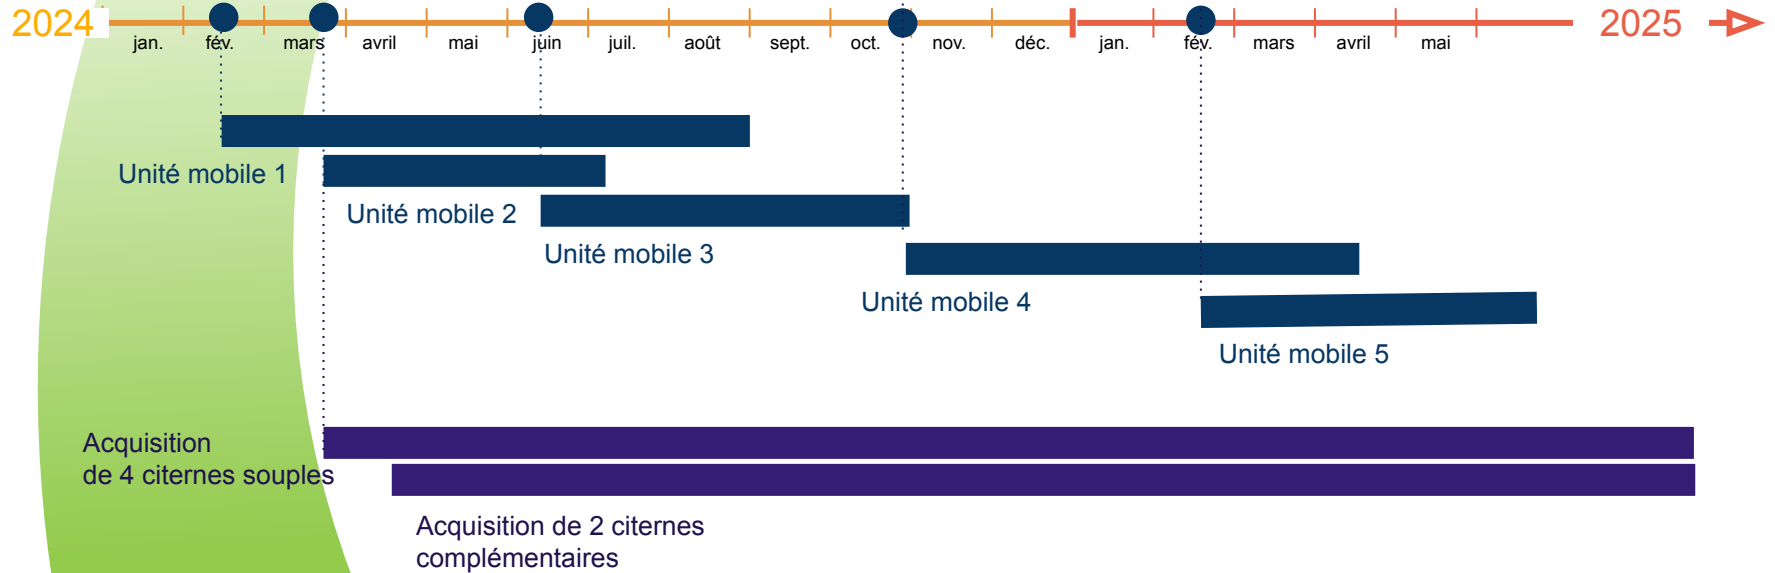 2024
jan. fév. mars avril mai juin juil. août sept. oct. nov. déc. jan. fév. mars avril mai
2025
Unité mobile 1
Unité mobile 2
Unité mobile 3
Unité mobile 4
Unité mobile 5
Acquisition
de 4 citernes souples
Acquisition de 2 citernes
complémentaires